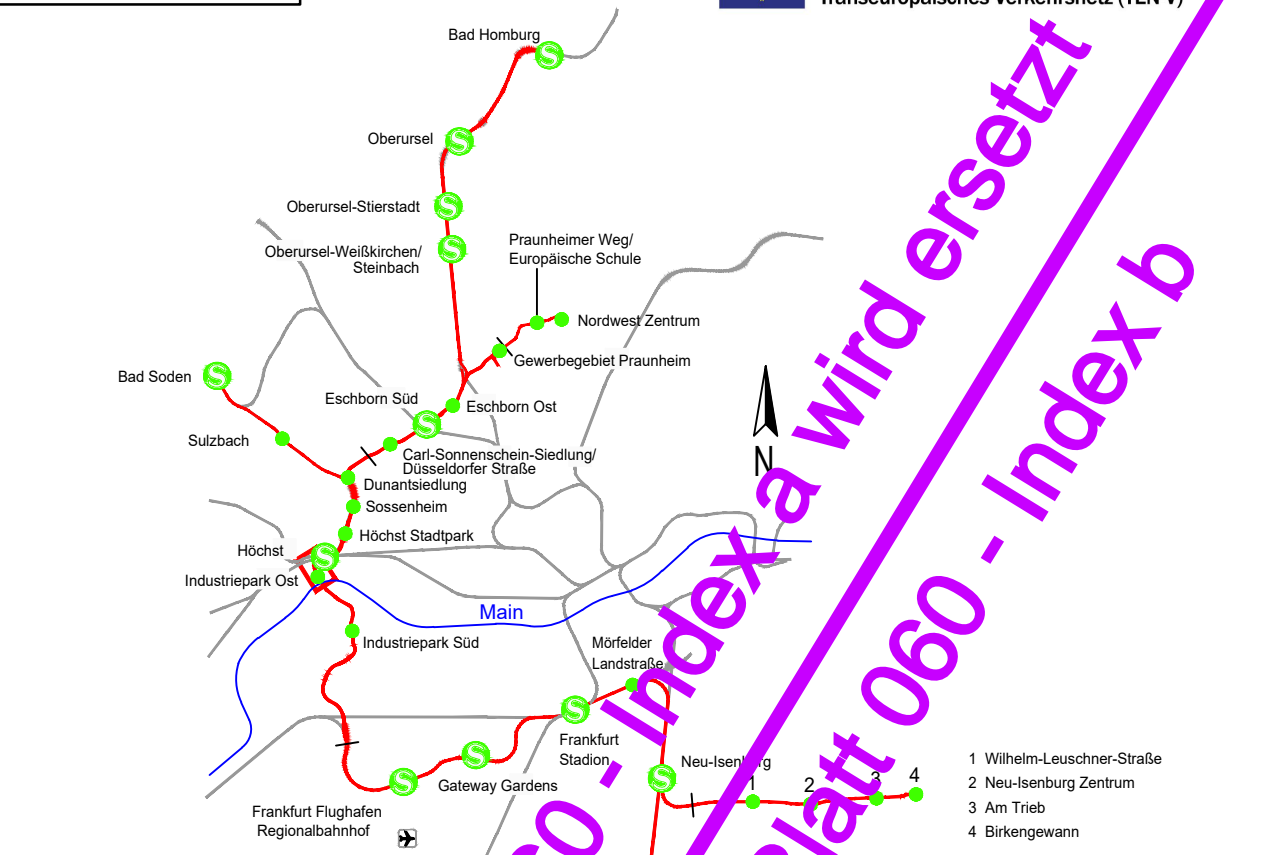 Transeuropäisches Verkehrsnetz (TEN-V)
Bad Homburg
Oberursel
Oberursel-Stierstadt
Oberursel-Weißkirchen/
Steinbach
Praunheimer Weg/
Europäische Schule
Nordwest Zentrum
Gewerbegebiet Praunheim
Bad Soden
Eschborn Süd
Eschborn Ost
Sulzbach
Carl-Sonnenschein-Siedlung/
Düsseldorfer Straße
Dunantsiedlung
Sossenheim
Höchst Stadtpark
Höchst
Industriepark Ost
Main
Industriepark Süd
Mörfelder
Landstraße
Frankfurt
Stadion
Gateway Gardens
Frankfurt Flughafen
Regionalbahnhof
Neu-Isenburg
1
2
3
4
1 Wilhelm-Leuschner-Straße
2 Neu-Isenburg Zentrum
3 Am Trieb
4 Birkengewann
N
S
S
S
S
S
S
S
S
S
S
S
60 - Index a wird ersetzt
latt 060 - Index b